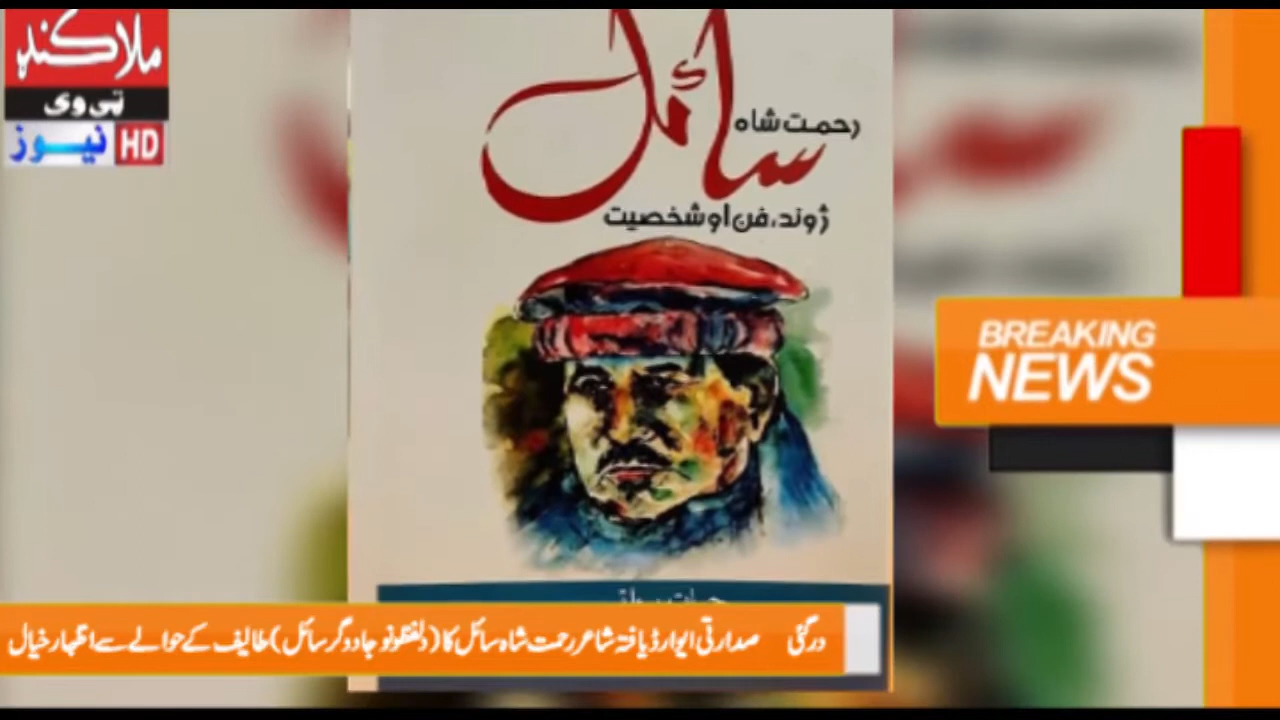 ملاکنڈ
ٹی وی
نیوز HD
رحمت شاہ
سائل
ژوند، فن او شخصیت
BREAKING
NEWS
درگئی صدارتی ایوارڈ یافتہ شاعر رحمت شاہ سائل کا (دلفظونو جادوگر سائل) طالیف کے حوالے سے اظہار خیال